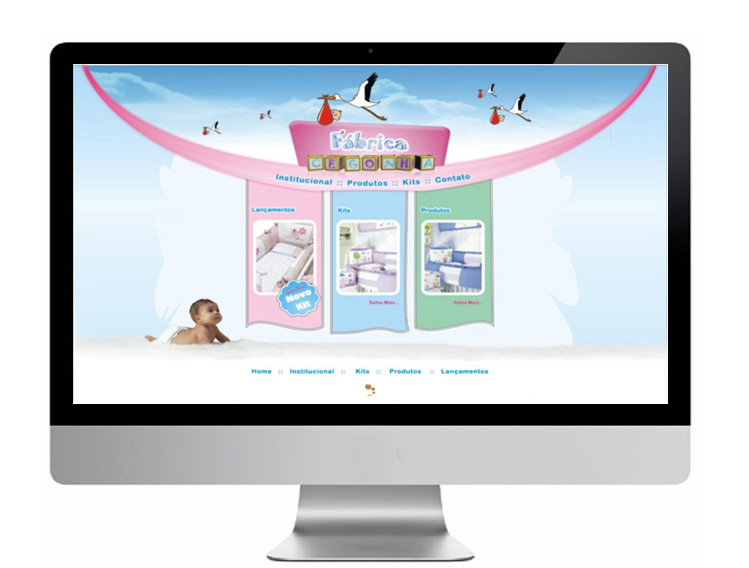 Fábrica
CEGONHA
Institucional :: Produtos :: Kits :: Contato
Lançamentos
Kits
Produtos
Novo
Kit
Saiba Mais...
Saiba Mais...
Home :: Institucional :: Kits :: Produtos :: Lançamentos